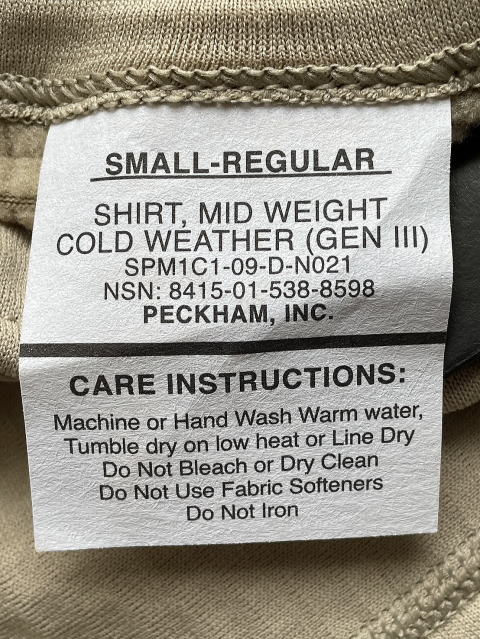 SMALL-REGULAR
SHIRT, MID WEIGHT
COLD WEATHER (GEN III)
SPM1C1-09-D-N021
NSN: 8415-01-538-8598
PECKHAM, INC.
CARE INSTRUCTIONS:
Machine or Hand Wash Warm water,
Tumble dry on low heat or Line Dry
Do Not Bleach or Dry Clean
Do Not Use Fabric Softeners
Do Not Iron